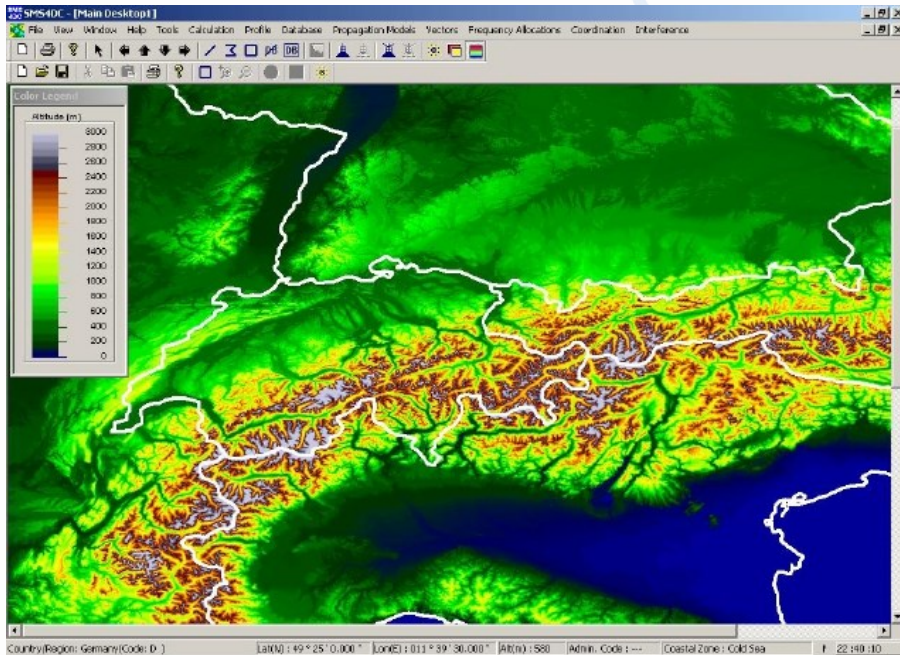 SMS4DC - [Main Desktop1]
File View Window Help Tools Calculation Profile Database Propagation Models Vectors Frequency Allocations Coordination Interference
DB
Color Legend
Altitude (m)
3000
2800
2600
2400
2200
2000
1800
1600
1400
1200
1000
800
600
400
200
0
Country/Region: Germany(Code: D ) Lat(N) : 49 ° 25 ' 0.000 " Lon(E) : 011 ° 39 ' 30.000 " Alt(m) : 580 Admin. Code : --- Coastal Zone : Cold Sea 22 :40 :10